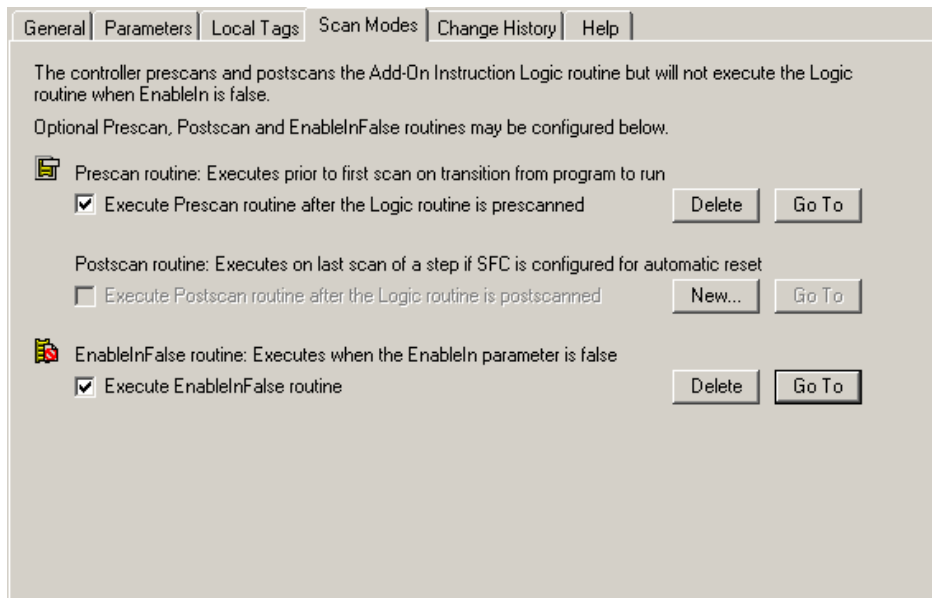 General Parameters Local Tags Scan Modes Change History Help
The controller prescans and postscans the Add-On Instruction Logic routine but will not execute the Logic
routine when EnableIn is false.
Optional Prescan, Postscan and EnableInFalse routines may be configured below.
Prescan routine: Executes prior to first scan on transition from program to run
Execute Prescan routine after the Logic routine is prescanned Delete Go To
Postscan routine: Executes on last scan of a step if SFC is configured for automatic reset
Execute Postscan routine after the Logic routine is postscanned New... Go To
EnableInFalse routine: Executes when the EnableIn parameter is false
Execute EnableInFalse routine Delete Go To